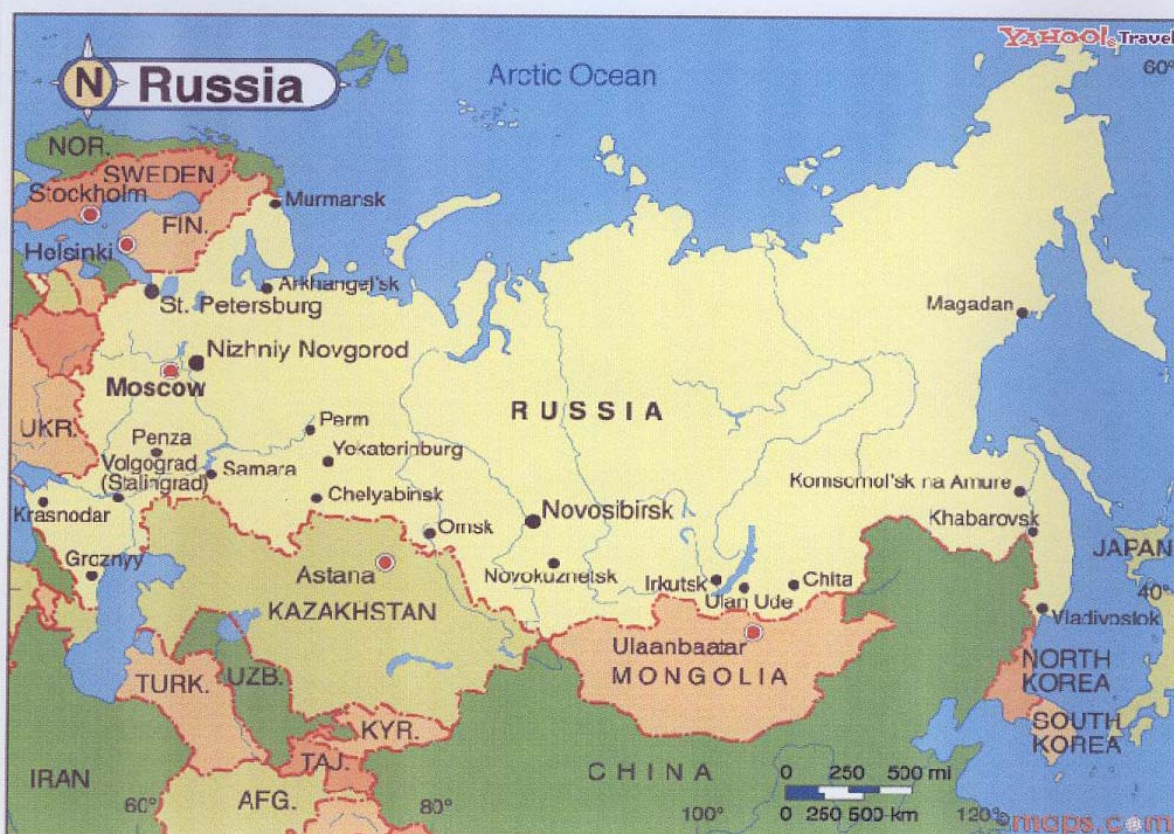 YAHOO! Travel
N Russia
Arctic Ocean
60°
NOR.
SWEDEN
Stockholm
Murmansk
FIN.
Helsinki
Arkhangel'sk
St. Petersburg
Magadan
Nizhniy Novgorod
Moscow
RUSSIA
Perm
UKR.
Penza
Yekaterinburg
Volgograd
(Stalingrad)
Samara
Komsomol'sk na Amure
Chelyabinsk
Krasnodar
Novosibirsk
Khabarovsk
Omsk
JAPAN
Groznyy
Astana
Novokuznetsk
Irkutsk
Chita
40°
Ulan Ude
KAZAKHSTAN
Vladivostok
Ulaanbaatar
MONGOLIA
NORTH
KOREA
TURK.
UZB.
KYR.
SOUTH
KOREA
TAJ.
IRAN
CHINA
0 250 500 mi
AFG.
60°
80°
100°
0 250 500 km
120°
©maps.com